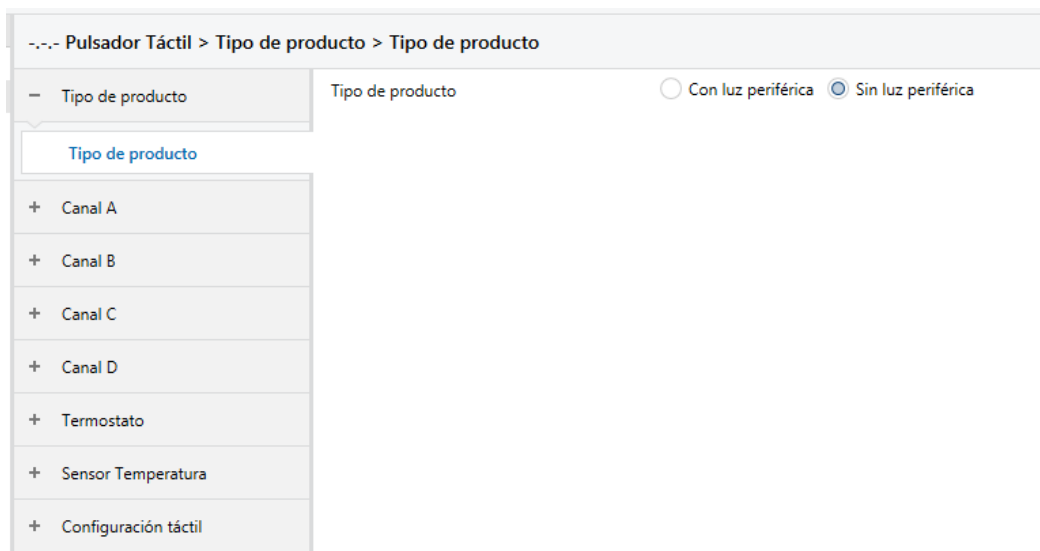 -.-.- Pulsador Táctil > Tipo de producto > Tipo de producto
− Tipo de producto
Tipo de producto
+ Canal A
+ Canal B
+ Canal C
+ Canal D
+ Termostato
+ Sensor Temperatura
+ Configuración táctil
Tipo de producto Con luz periférica Sin luz periférica